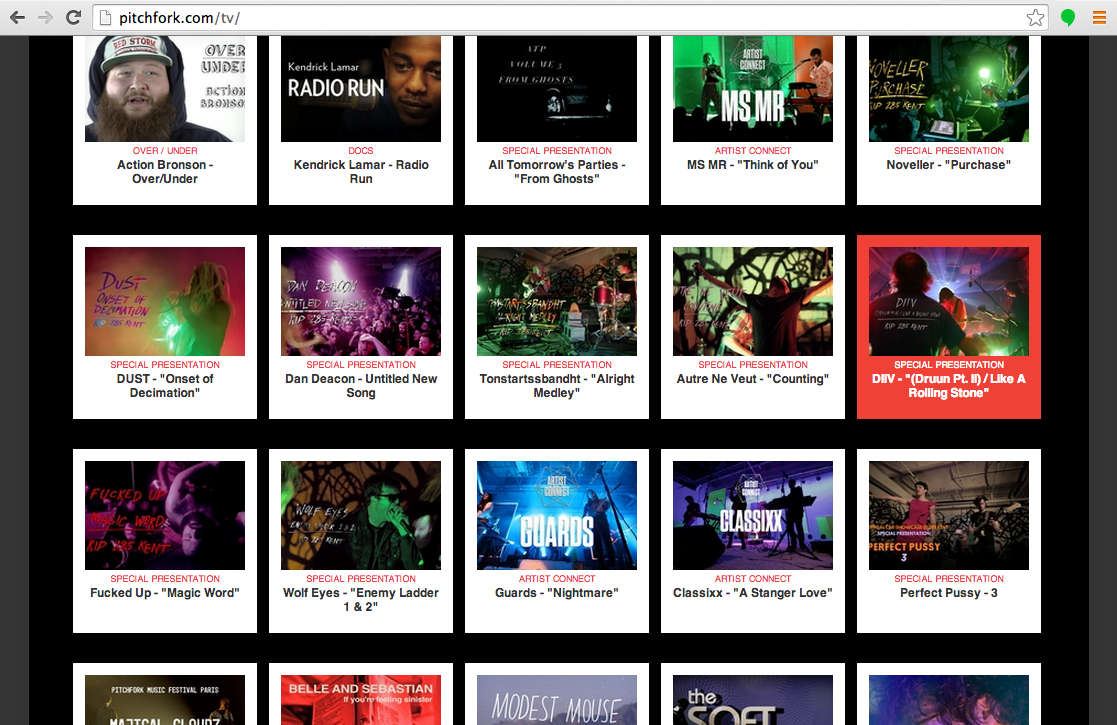 pitchfork.com/tv/
RED STORM
OVER
UNDER
ACTION
BRONSON
Kendrick Lamar
RADIO RUN
ATP
VOLUME 3
FROM GHOSTS
ARTIST
CONNECT
MS MR
NOVELLER
PURCHASE
RIP 285 KENT
OVER / UNDER
Action Bronson -
Over/Under
DOCS
Kendrick Lamar - Radio
Run
SPECIAL PRESENTATION
All Tomorrow's Parties -
"From Ghosts"
ARTIST CONNECT
MS MR - "Think of You"
SPECIAL PRESENTATION
Noveller - "Purchase"
DUST
ONSET OF
DECIMATION
RIP 285 KENT
DAN DEACON
UNTITLED NEW SONG
RIP 285 KENT
TONSTARTSSBANDHT
ALRIGHT MEDLEY
RIP 285 KENT
RIP 285 KENT
DIIV
RIP 285 KENT
SPECIAL PRESENTATION
DUST - "Onset of
Decimation"
SPECIAL PRESENTATION
Dan Deacon - Untitled New
Song
SPECIAL PRESENTATION
Tonstartssbandht - "Alright
Medley"
SPECIAL PRESENTATION
Autre Ne Veut - "Counting"
SPECIAL PRESENTATION
DIIV - "(Druun Pt. II) / Like A
Rolling Stone"
FUCKED UP
MAGIC WORD
RIP 285 KENT
WOLF EYES
ENEMY LADDER 1 & 2
RIP 285 KENT
ARTIST
CONNECT
GUARDS
ARTIST
CONNECT
CLASSIXX
SPECIAL PRESENTATION
PERFECT PUSSY
3
SPECIAL PRESENTATION
Fucked Up - "Magic Word"
SPECIAL PRESENTATION
Wolf Eyes - "Enemy Ladder
1 & 2"
ARTIST CONNECT
Guards - "Nightmare"
ARTIST CONNECT
Classixx - "A Stanger Love"
SPECIAL PRESENTATION
Perfect Pussy - 3
PITCHFORK MUSIC FESTIVAL PARIS
MAJICAL CLOUDZ
BELLE AND SEBASTIAN
If you're feeling sinister
MODEST MOUSE
the
SOFT